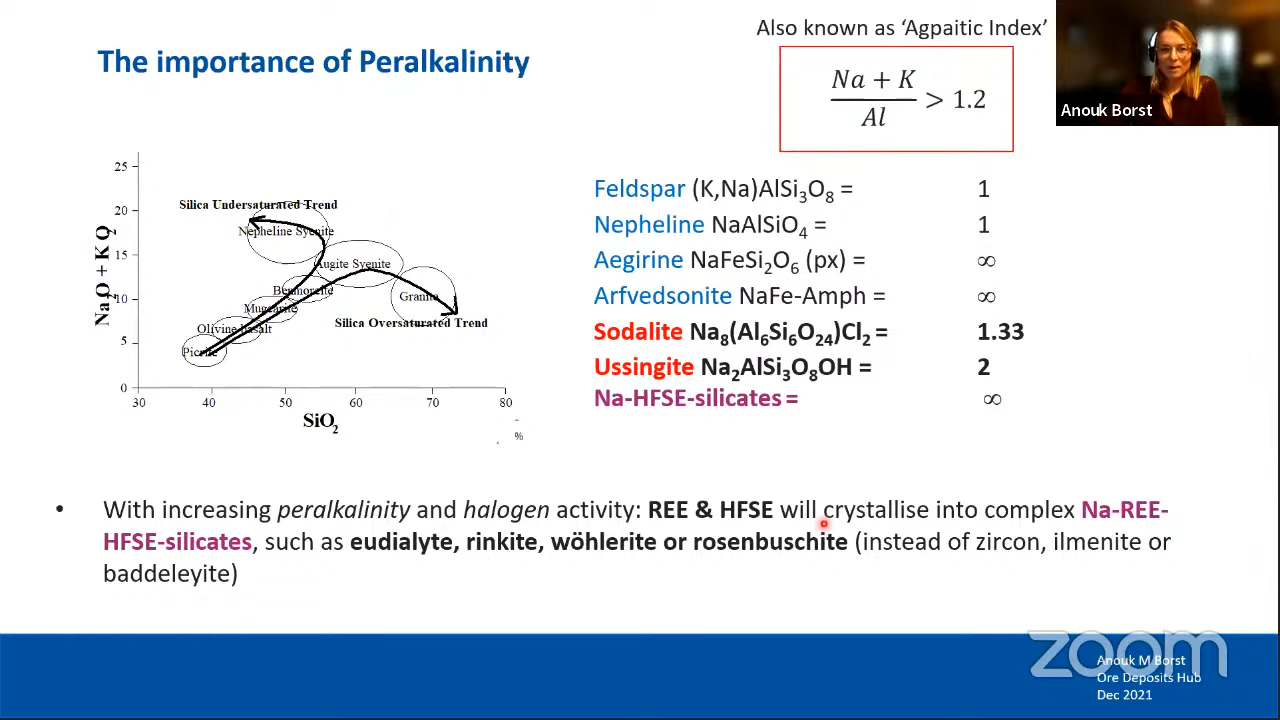 Also known as ‘Agpaitic Index’
The importance of Peralkalinity
Na + K
Al
> 1.2
Anouk Borst
Na₂O + K₂O
25
20
15
10
5
0
30
40
50
60
70
80
SiO₂
%
Silica Undersaturated Trend
Nepheline Syenite
Augite Syenite
Benmoreite
Granite
Mugearite
Silica Oversaturated Trend
Olivine Basalt
Picrite
Feldspar (K,Na)AlSi₃O₈ = 1
Nepheline NaAlSiO₄ = 1
Aegirine NaFeSi₂O₆ (px) = ∞
Arfvedsonite NaFe-Amph = ∞
Sodalite Na₈(Al₆Si₆O₂₄)Cl₂ = 1.33
Ussingite Na₂AlSi₃O₈OH = 2
Na-HFSE-silicates = ∞
• With increasing peralkalinity and halogen activity: REE & HFSE will crystallise into complex Na-REE-
HFSE-silicates, such as eudialyte, rinkite, wöhlerite or rosenbuschite (instead of zircon, ilmenite or
baddeleyite)
zoom
Anouk M Borst
Ore Deposits Hub
Dec 2021